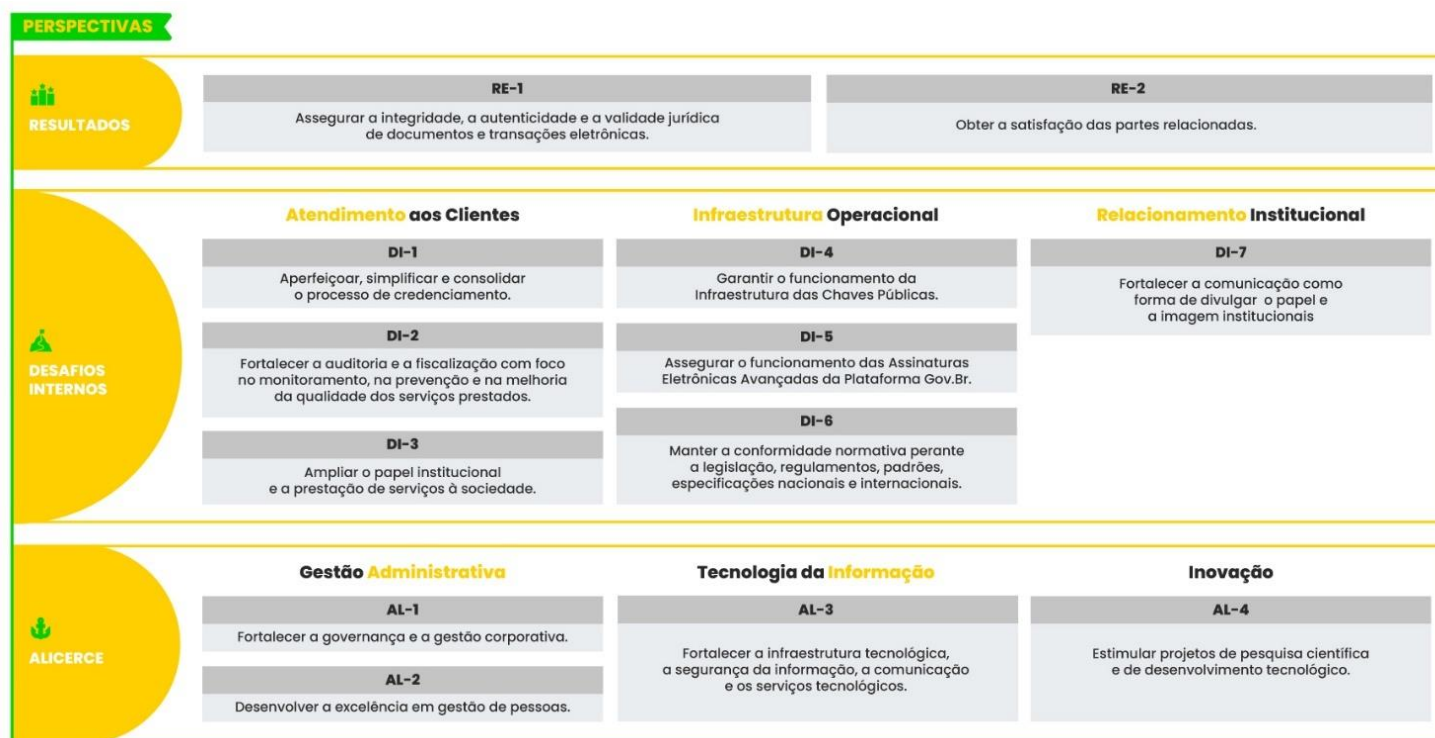 PERSPECTIVAS
RESULTADOS
RE-1
Assegurar a integridade, a autenticidade e a validade jurídica
de documentos e transações eletrônicas.
RE-2
Obter a satisfação das partes relacionadas.
DESAFIOS
INTERNOS
Atendimento aos Clientes
DI-1
Aperfeiçoar, simplificar e consolidar
o processo de credenciamento.
DI-2
Fortalecer a auditoria e a fiscalização com foco
no monitoramento, na prevenção e na melhoria
da qualidade dos serviços prestados.
DI-3
Ampliar o papel institucional
e a prestação de serviços à sociedade.
Infraestrutura Operacional
DI-4
Garantir o funcionamento da
Infraestrutura das Chaves Públicas.
DI-5
Assegurar o funcionamento das Assinaturas
Eletrônicas Avançadas da Plataforma Gov.Br.
DI-6
Manter a conformidade normativa perante
a legislação, regulamentos, padrões,
especificações nacionais e internacionais.
Relacionamento Institucional
DI-7
Fortalecer a comunicação como
forma de divulgar o papel e
a imagem institucionais
ALICERCE
Gestão Administrativa
AL-1
Fortalecer a governança e a gestão corporativa.
AL-2
Desenvolver a excelência em gestão de pessoas.
Tecnologia da Informação
AL-3
Fortalecer a infraestrutura tecnológica,
a segurança da informação, a comunicação
e os serviços tecnológicos.
Inovação
AL-4
Estimular projetos de pesquisa científica
e de desenvolvimento tecnológico.